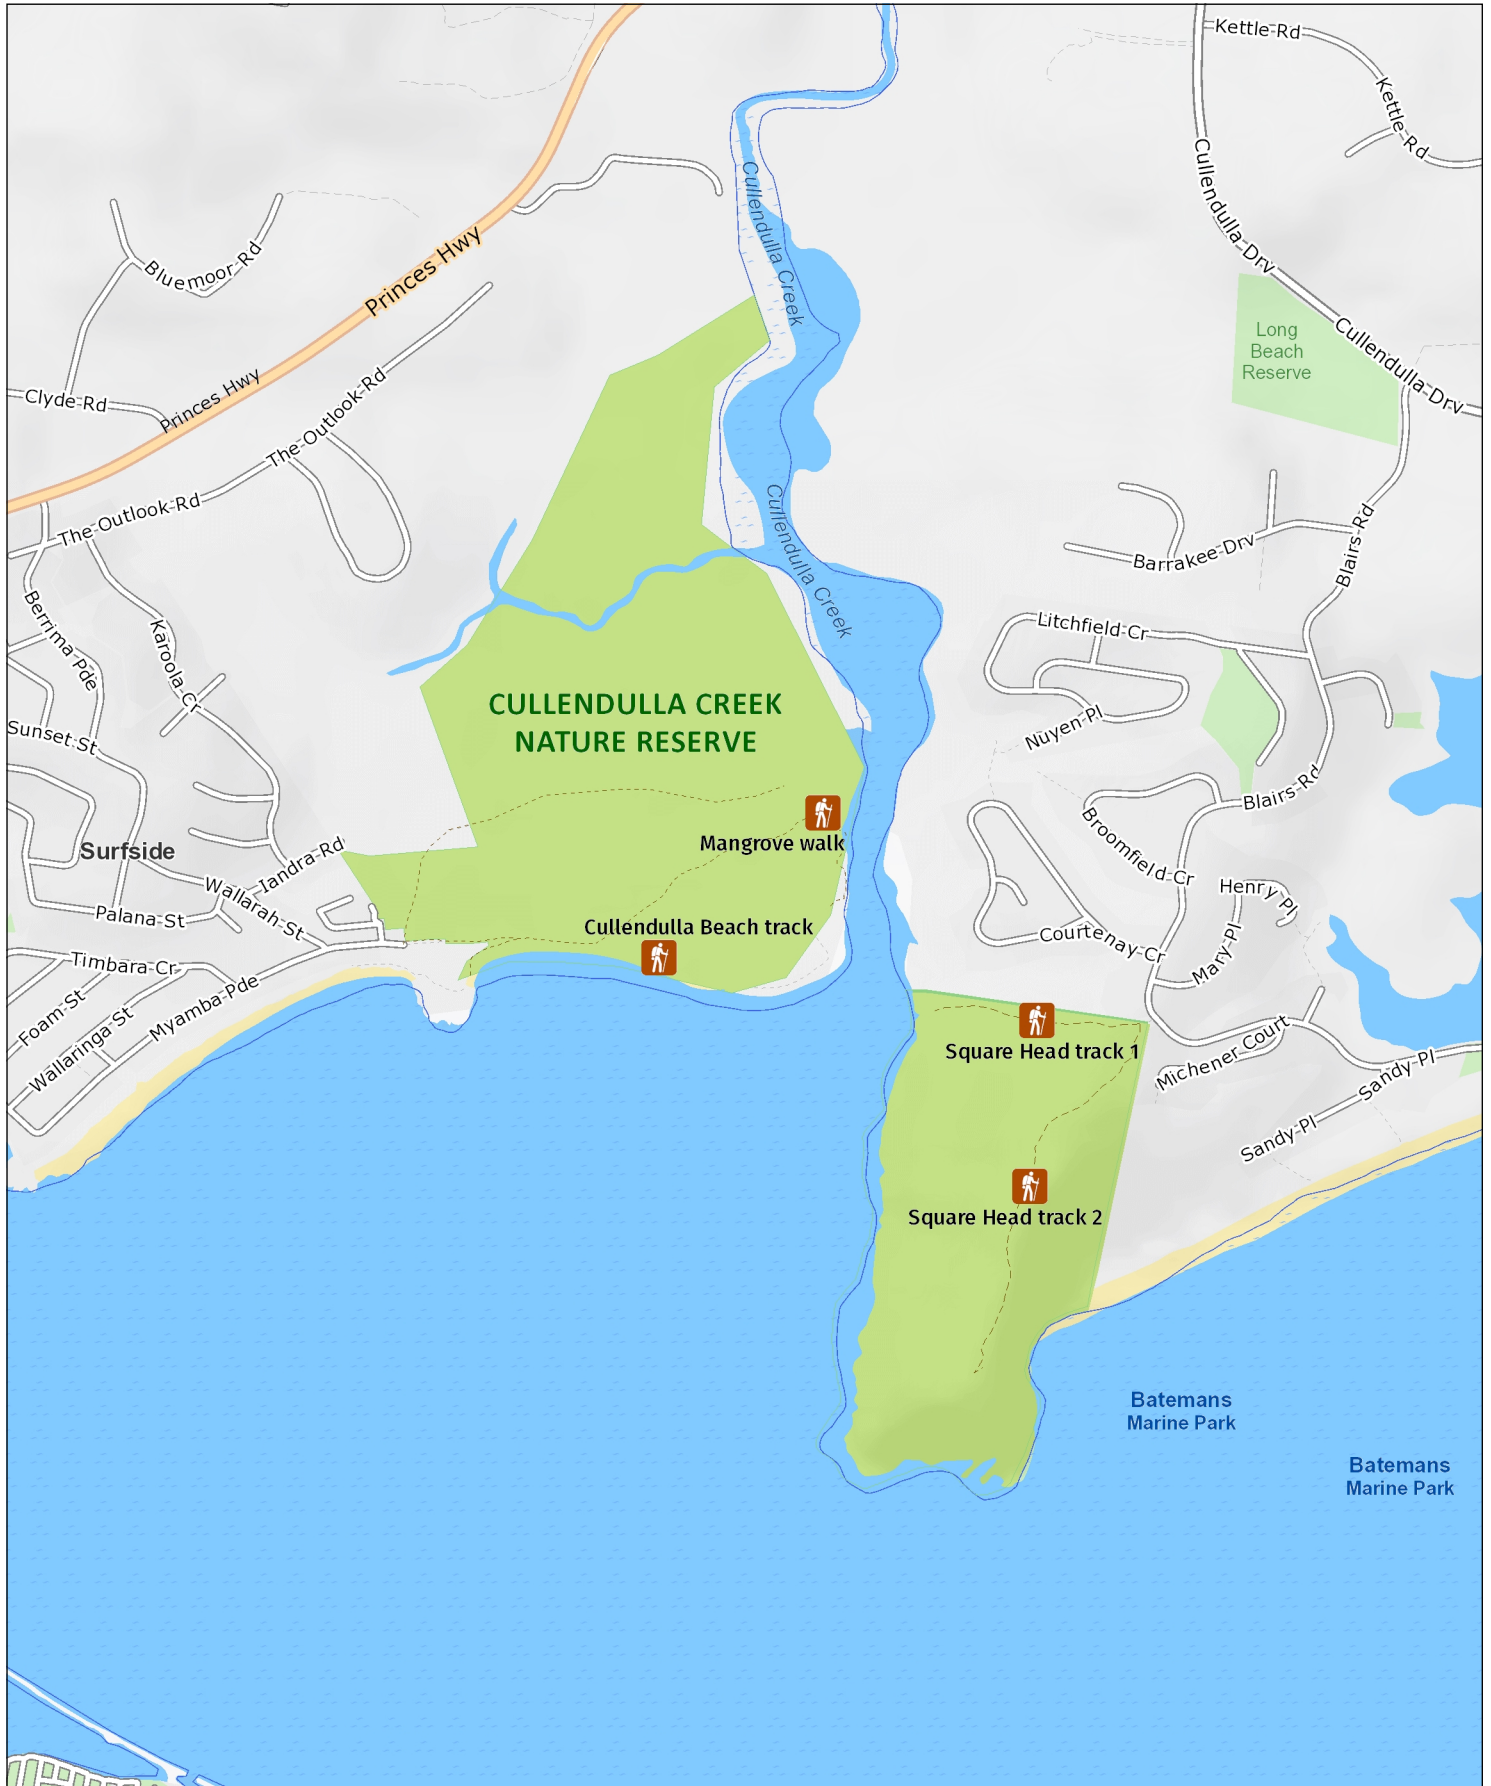 Kettle Rd
Kettle Rd
Cullendulla Drv
Cullendulla Creek
Bluemoor Rd
Princes Hwy
Long
Beach
Reserve
Cullendulla Drv
Princes Hwy
Clyde Rd
The Outlook Rd
The Outlook Rd
Cullendulla Creek
Blairs Rd
Barrakee Drv
Berrima Pde
Karoola Cr
Litchfield Cr
CULLENDULLA CREEK
NATURE RESERVE
Nuyen Pl
Sunset St
Blairs Rd
Mangrove walk
Broomfield Cr
Surfside
Iandra Rd
Wallarah St
Henry Pl
Palana St
Cullendulla Beach track
Courtenay Cr
Mary Pl
Timbara Cr
Myamba Pde
Foam St
Wallaringa St
Square Head track 1
Michener Court
Sandy Pl
Sandy Pl
Square Head track 2
Batemans
Marine Park
Batemans
Marine Park